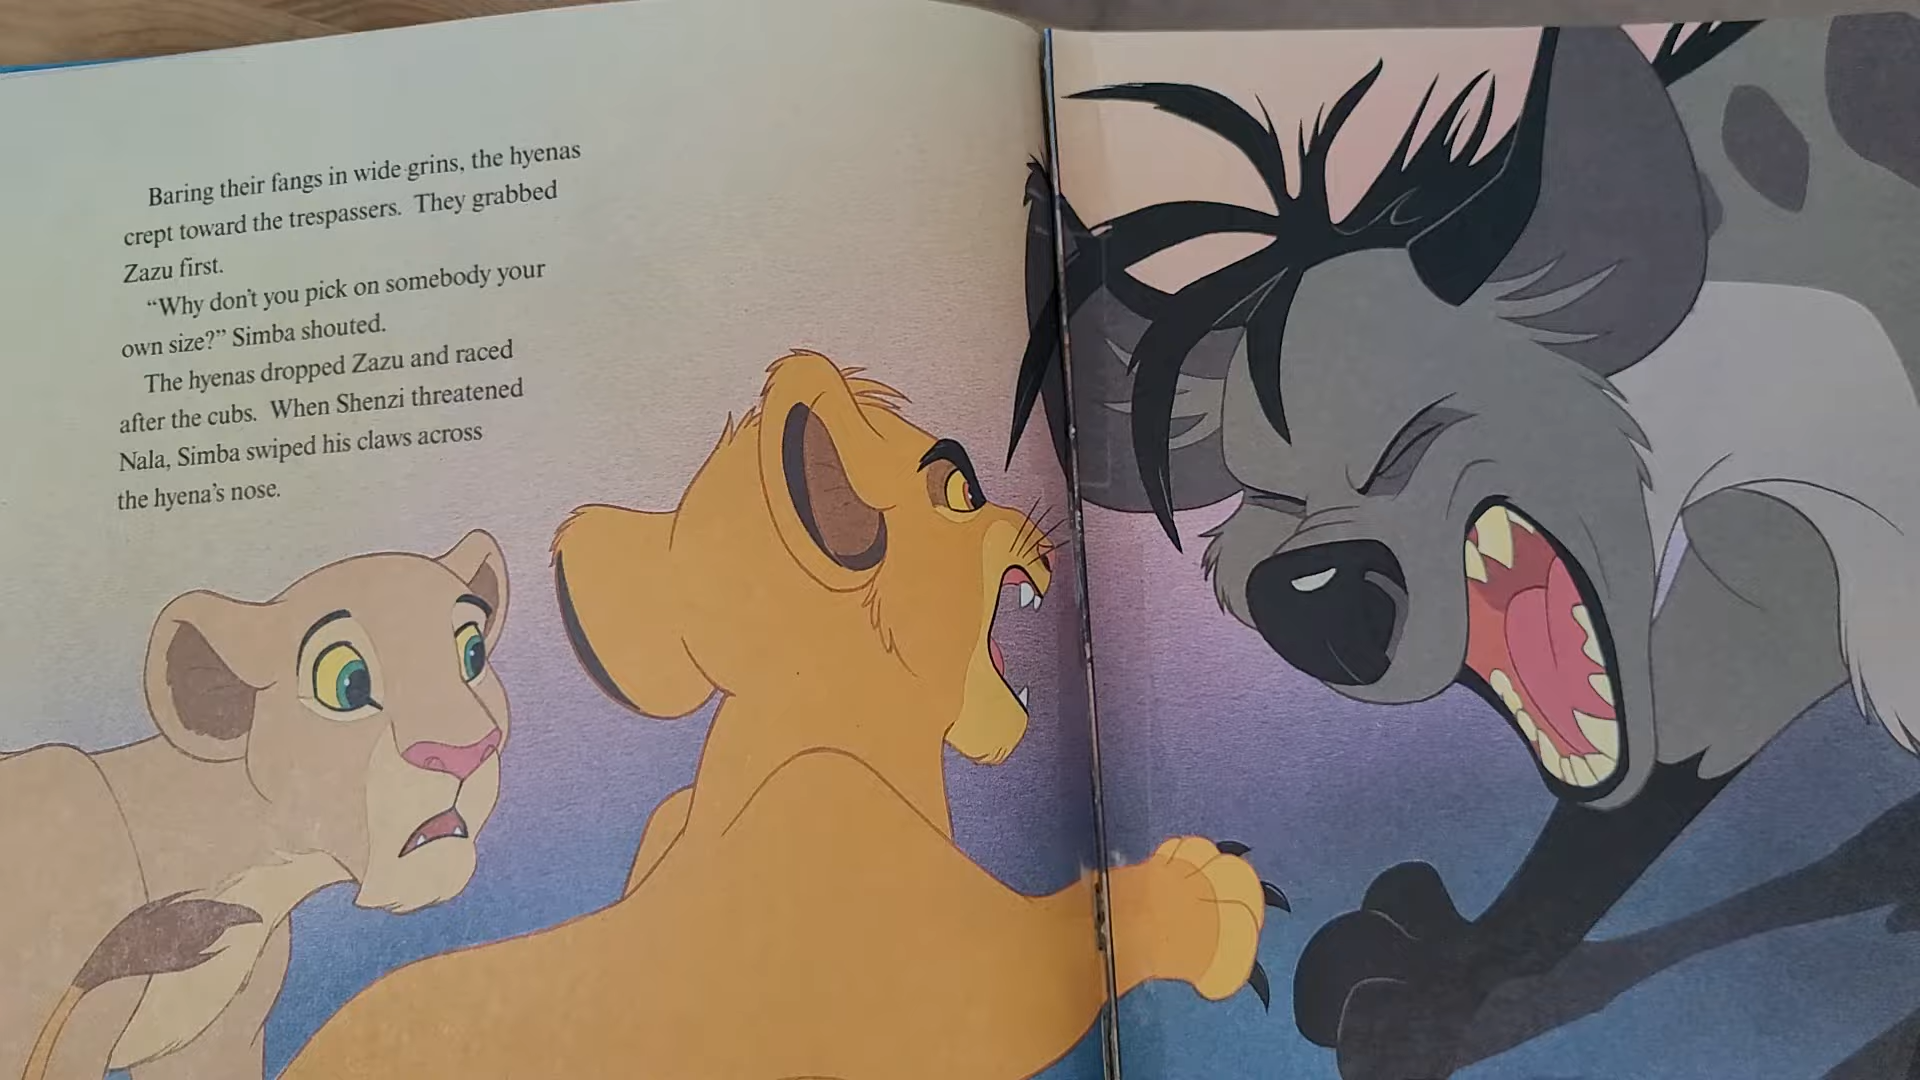 Baring their fangs in wide grins, the hyenas
crept toward the trespassers. They grabbed
Zazu first.
“Why don't you pick on somebody your
own size?” Simba shouted.
The hyenas dropped Zazu and raced
after the cubs. When Shenzi threatened
Nala, Simba swiped his claws across
the hyena's nose.